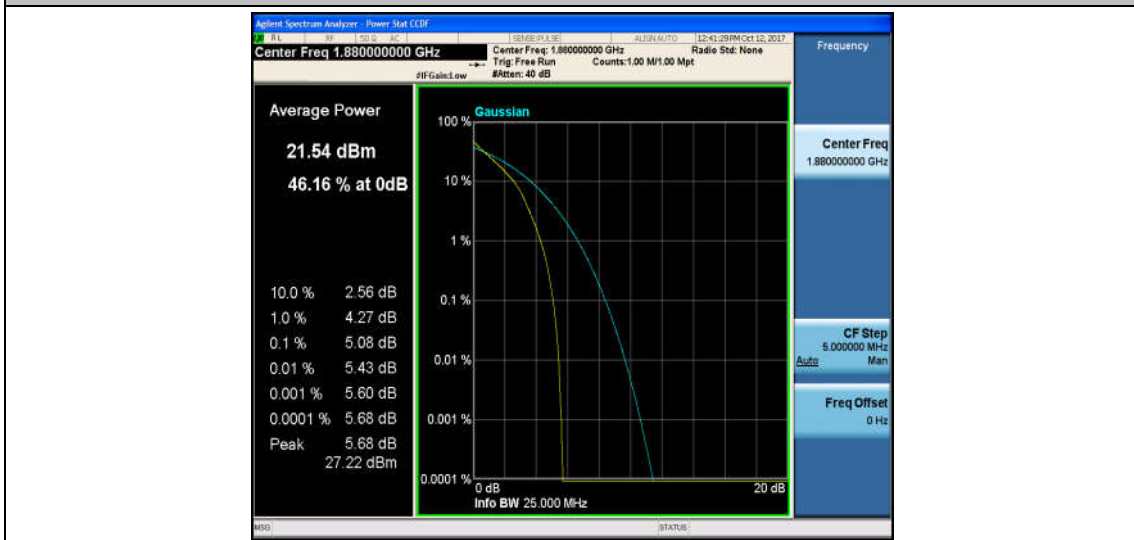 Agilent Spectrum Analyzer - Power Stat CCDF
RL RF 50 Ω AC SENSE:PULSE ALIGN AUTO 12:41:29 PM Oct 12, 2017
Center Freq 1.880000000 GHz
Center Freq: 1.880000000 GHz Radio Std: None
Trig: Free Run Counts:1.00 M/1.00 Mpt
#IFGain:Low #Atten: 40 dB
Frequency
Average Power
21.54 dBm
46.16 % at 0dB
10.0 % 2.56 dB
1.0 % 4.27 dB
0.1 % 5.08 dB
0.01 % 5.43 dB
0.001 % 5.60 dB
0.0001 % 5.68 dB
Peak 5.68 dB
27.22 dBm
Gaussian
100 %
10 %
1 %
0.1 %
0.01 %
0.001 %
0.0001 %
0 dB 20 dB
Info BW 25.000 MHz
Center Freq
1.880000000 GHz
CF Step
5.000000 MHz
Auto Man
Freq Offset
0 Hz
MSG STATUS